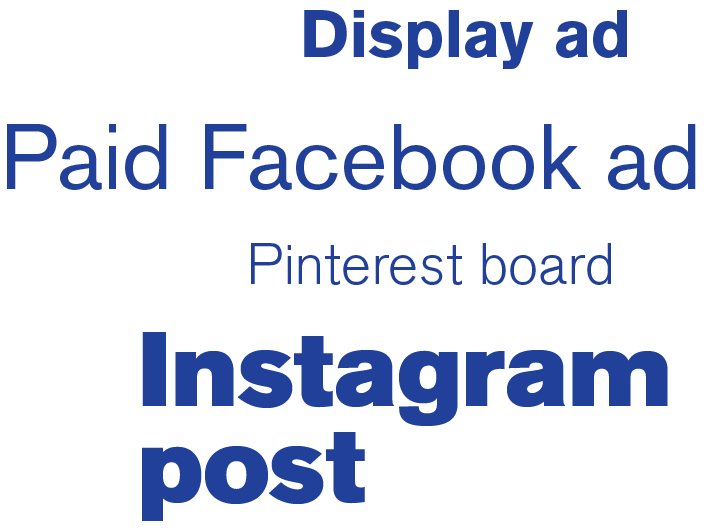 Display ad
Paid Facebook ad
Pinterest board
Instagram
post